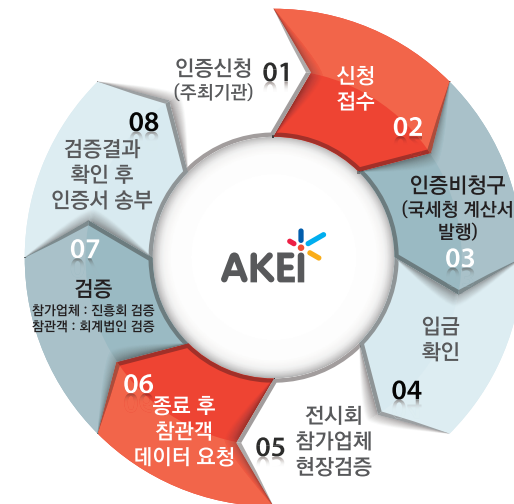 01
인증신청
(주최기관)
02
신청
접수
03
인증비청구
(국세청 계산서
발행)
04
입금
확인
05
전시회
참가업체
현장검증
06
종료 후
참관객
데이터 요청
07
검증
참가업체 : 진흥회 검증
참관객 : 회계법인 검증
08
검증결과
확인 후
인증서 송부
AKEI